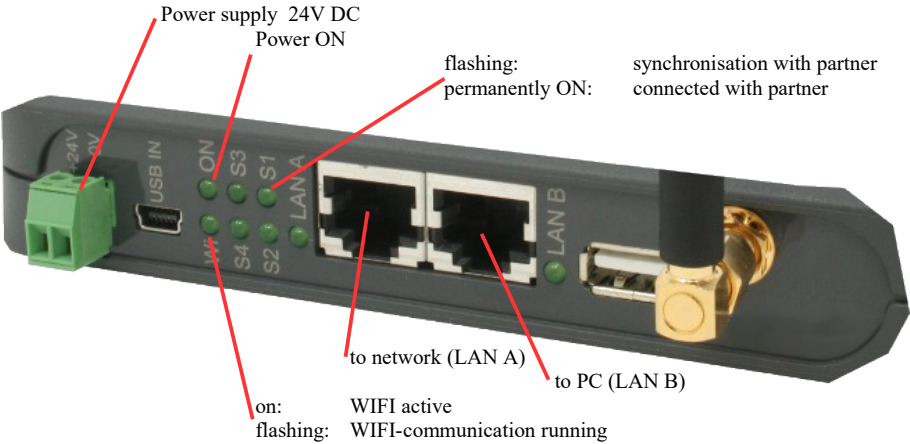 Power supply 24V DC
Power ON
flashing: synchronisation with partner
permanently ON: connected with partner
+24V
0V
USB IN
ON
S3
S1
LAN A
Wi
S4
S2
LAN B
to network (LAN A)
to PC (LAN B)
on: WIFI active
flashing: WIFI-communication running